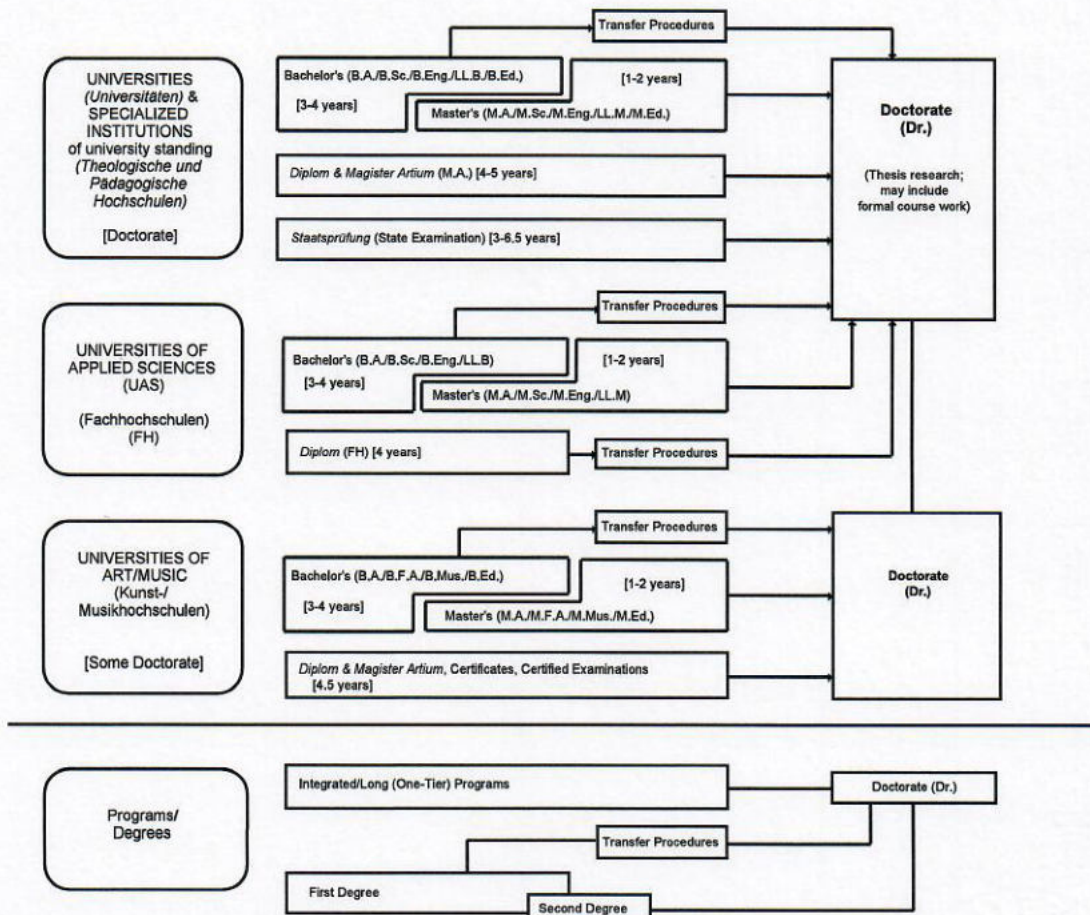 Transfer Procedures
UNIVERSITIES
(Universitäten) &
SPECIALIZED
INSTITUTIONS
of university standing
(Theologische und
Pädagogische
Hochschulen)
[Doctorate]
Bachelor's (B.A./B.Sc./B.Eng./LL.B./B.Ed.)
[3-4 years]
[1-2 years]
Master's (M.A./M.Sc./M.Eng./LL.M./M.Ed.)
Diplom & Magister Artium (M.A.) [4-5 years]
Staatsprüfung (State Examination) [3-6.5 years]
Doctorate
(Dr.)
(Thesis research;
may include
formal course work)
UNIVERSITIES OF
APPLIED SCIENCES
(UAS)
(Fachhochschulen)
(FH)
Transfer Procedures
Bachelor's (B.A./B.Sc./B.Eng./LL.B)
[3-4 years]
[1-2 years]
Master's (M.A./M.Sc./M.Eng./LL.M)
Diplom (FH) [4 years]
Transfer Procedures
UNIVERSITIES OF
ART/MUSIC
(Kunst-/
Musikhochschulen)
[Some Doctorate]
Transfer Procedures
Bachelor's (B.A./B.F.A./B.Mus./B.Ed.)
[3-4 years]
[1-2 years]
Master's (M.A./M.F.A./M.Mus./M.Ed.)
Diplom & Magister Artium, Certificates, Certified Examinations
[4.5 years]
Doctorate
(Dr.)
Programs/
Degrees
Integrated/Long (One-Tier) Programs
Doctorate (Dr.)
Transfer Procedures
First Degree
Second Degree